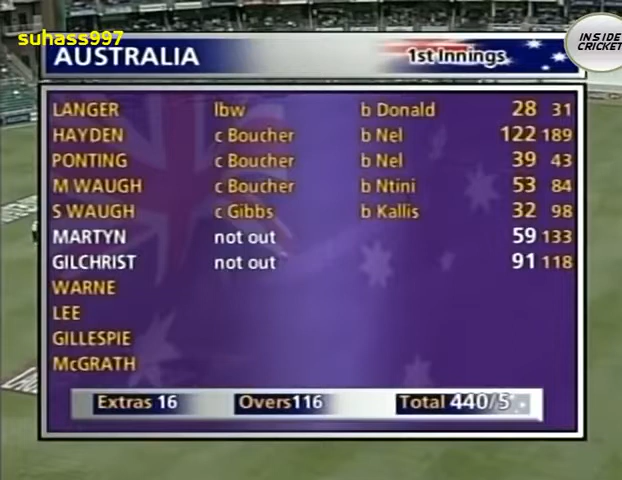 suhass997
INSIDE
CRICKET
AUSTRALIA 1st Innings
LANGER lbw b Donald 28 31
HAYDEN c Boucher b Nel 122 189
PONTING c Boucher b Nel 39 43
M WAUGH c Boucher b Ntini 53 84
S WAUGH c Gibbs b Kallis 32 98
MARTYN not out 59 133
GILCHRIST not out 91 118
WARNE
LEE
GILLESPIE
McGRATH
Extras 16 Overs116 Total 440/5